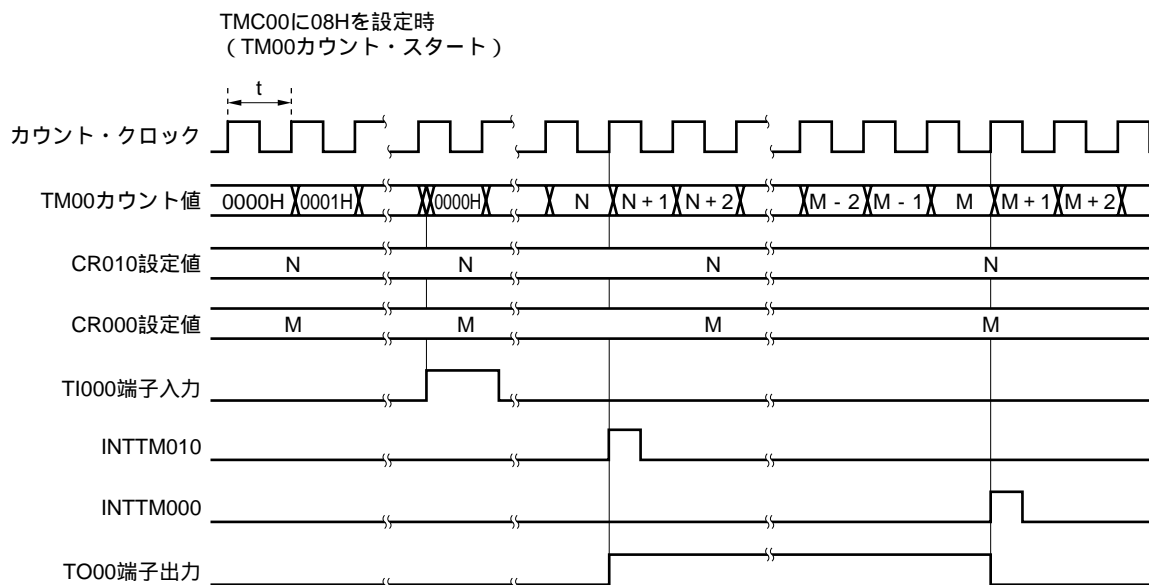 TMC00に08Hを設定時
（TM00カウント・スタート）
t
カウント・クロック
TM00カウント値 0000H 0001H 0000H N N + 1 N + 2 M - 2 M - 1 M M + 1 M + 2
CR010設定値 N N N N
CR000設定値 M M M M
TI000端子入力
INTTM010
INTTM000
TO00端子出力